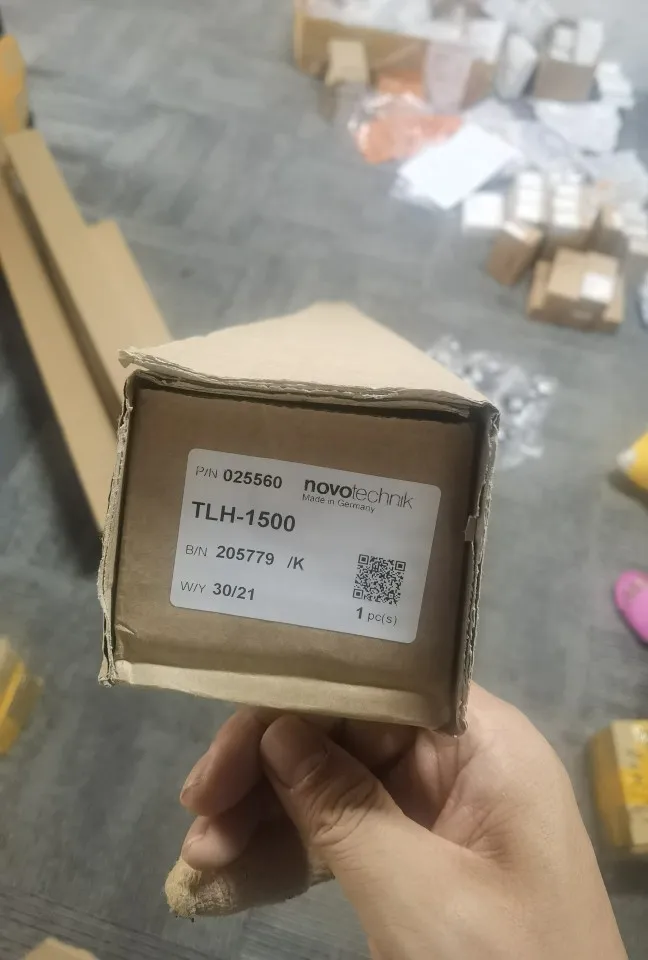 P/N 025560 novotechnik
Made in Germany
TLH-1500
B/N 205779 /K
W/Y 30/21
1 pc(s)